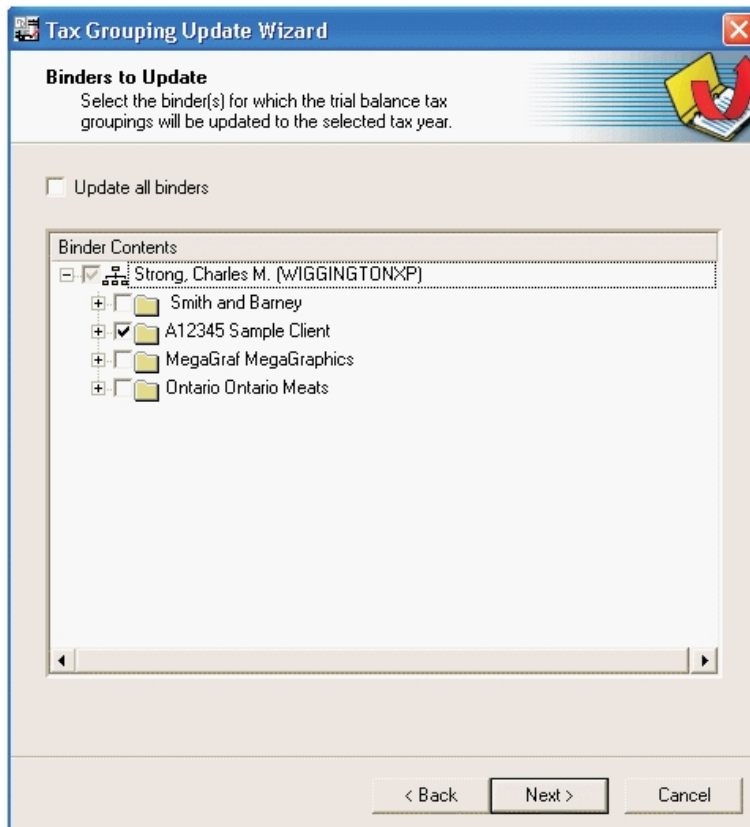 Tax Grouping Update Wizard
Binders to Update
Select the binder(s) for which the trial balance tax
groupings will be updated to the selected tax year.
Update all binders
Binder Contents
Strong, Charles M. (WIGGINGTONXP)
Smith and Barney
A12345 Sample Client
MegaGraf MegaGraphics
Ontario Ontario Meats
< Back Next > Cancel